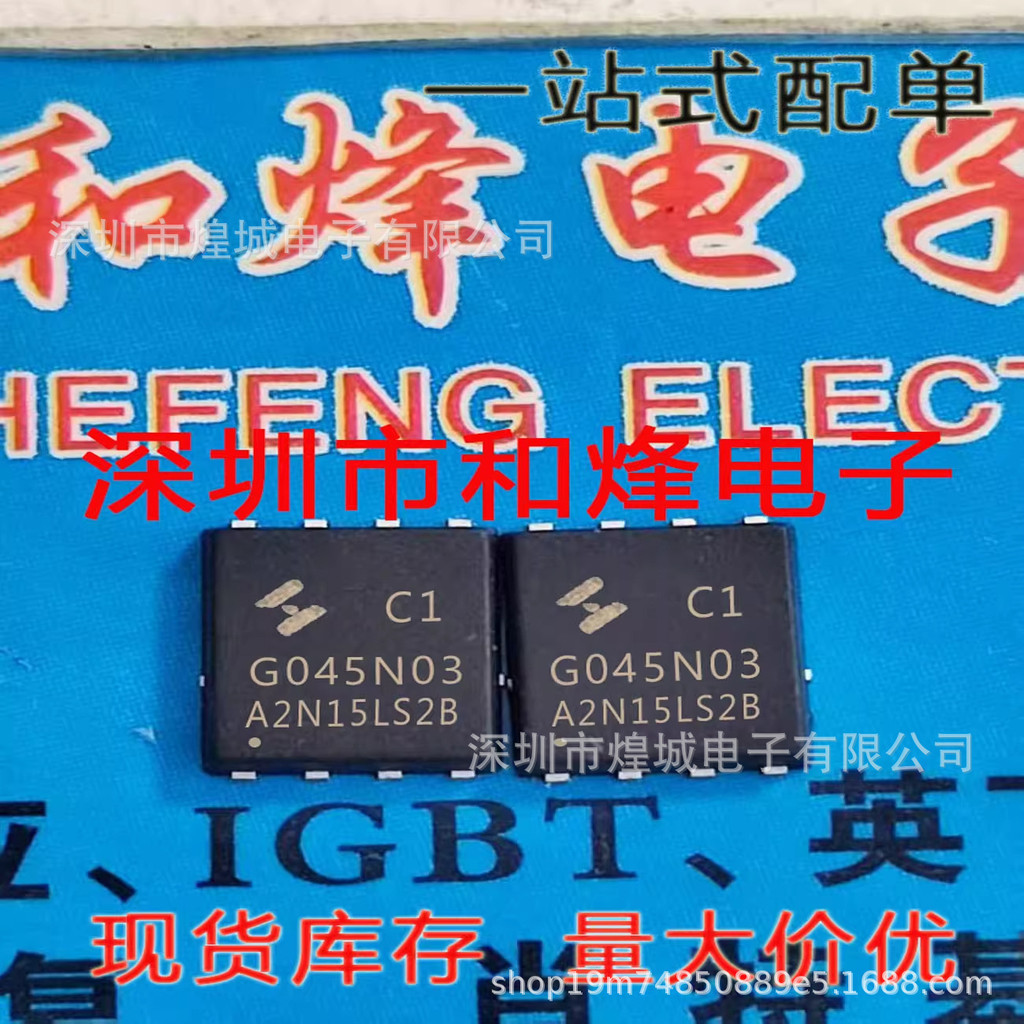 一站式配单
和烽电子
深圳市煌城电子有限公司
HEFENG ELECT
深圳市和烽电子
C1
G045N03
A2N15LS2B
C1
G045N03
A2N15LS2B
深圳市煌城电子有限公司
、IGBT、英
现货库存 量大价优
shop19m74850889e5.1688.com